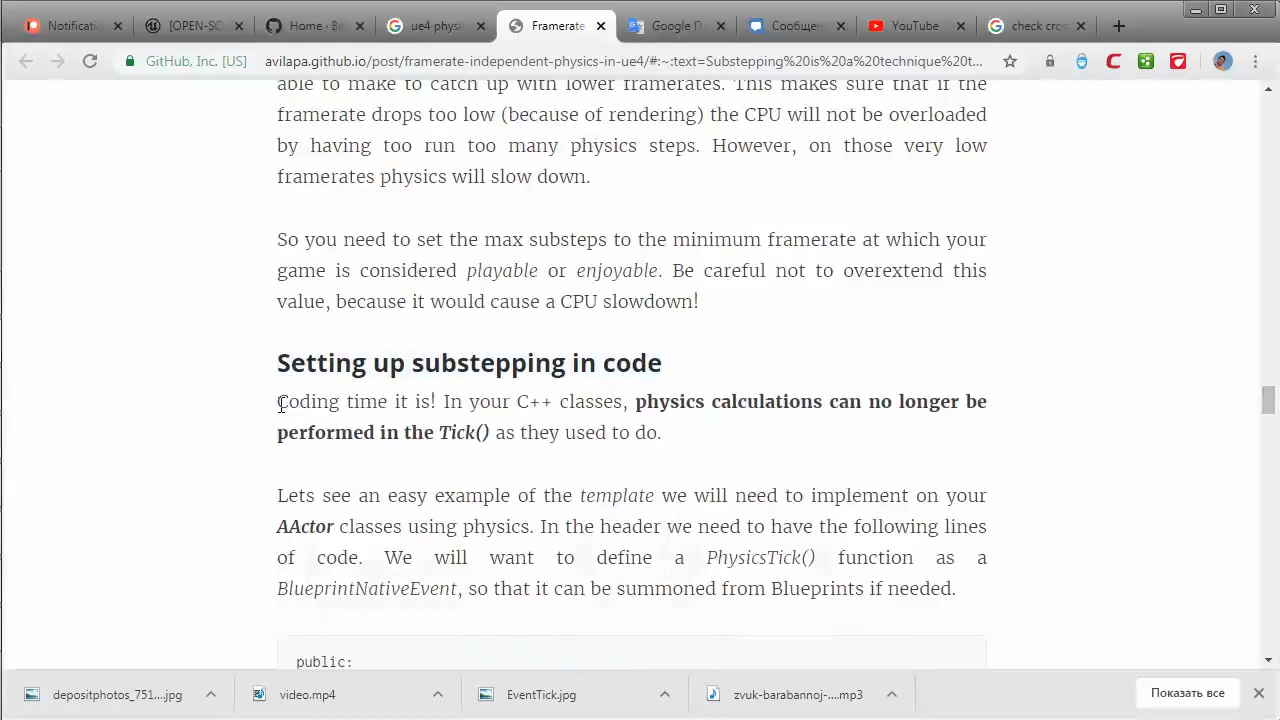 Notificati
[OPEN-SO
Home · Be
ue4 physi
Framerate
Google П
Сообщен
YouTube
check cro
GitHub, Inc. [US]
avilapa.github.io/post/framerate-independent-physics-in-ue4/#:~:text=Substepping%20is%20a%20technique%20t...
able to make to catch up with lower framerates. This makes sure that if the
framerate drops too low (because of rendering) the CPU will not be overloaded
by having too run too many physics steps. However, on those very low
framerates physics will slow down.
So you need to set the max substeps to the minimum framerate at which your
game is considered playable or enjoyable. Be careful not to overextend this
value, because it would cause a CPU slowdown!
Setting up substepping in code
Coding time it is! In your C++ classes, physics calculations can no longer be
performed in the Tick() as they used to do.
Lets see an easy example of the template we will need to implement on your
AActor classes using physics. In the header we need to have the following lines
of code. We will want to define a PhysicsTick() function as a
BlueprintNativeEvent, so that it can be summoned from Blueprints if needed.
public:
depositphotos_751....jpg
video.mp4
EventTick.jpg
zvuk-barabannoj-....mp3
Показать все